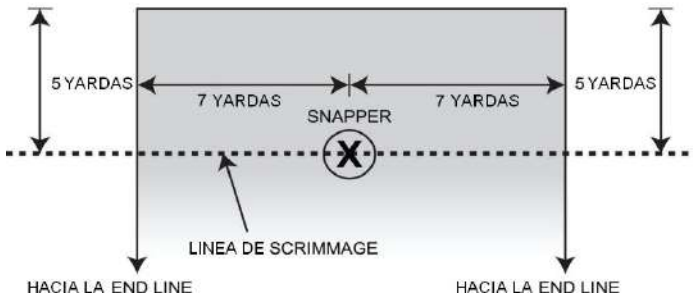 5 YARDAS
5 YARDAS
7 YARDAS
7 YARDAS
SNAPPER
X
LINEA DE SCRIMMAGE
HACIA LA END LINE
HACIA LA END LINE